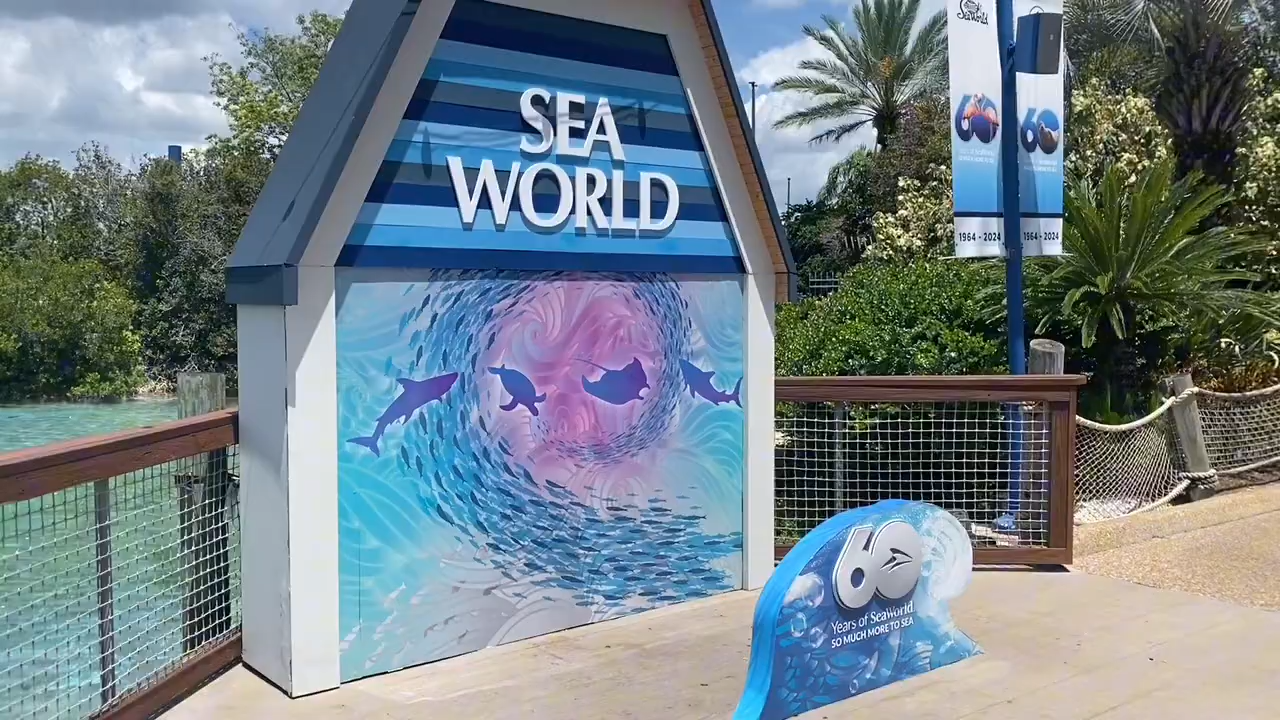 SEA
WORLD
SeaWorld
60
60
1964 - 2024
1964 - 2024
60
Years of SeaWorld
SO MUCH MORE TO SEA